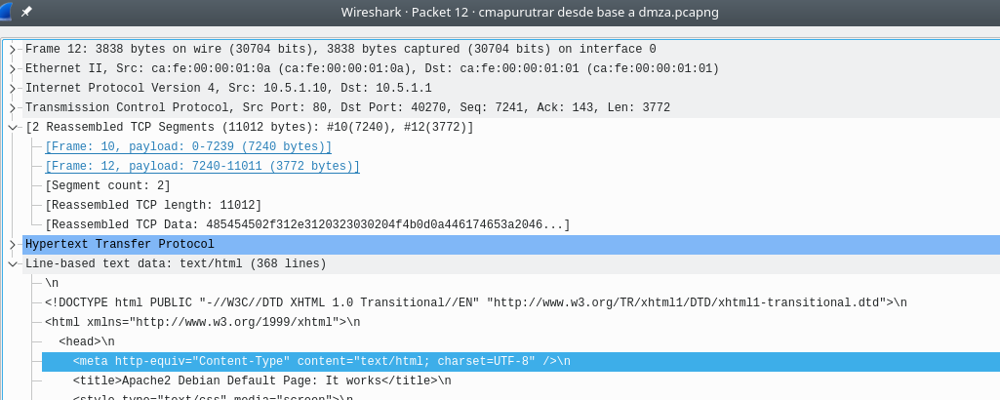 Wireshark · Packet 12 · cmapurutrar desde base a dmza.pcapng
Frame 12: 3838 bytes on wire (30704 bits), 3838 bytes captured (30704 bits) on interface 0
Ethernet II, Src: ca:fe:00:00:01:0a (ca:fe:00:00:01:0a), Dst: ca:fe:00:00:01:01 (ca:fe:00:00:01:01)
Internet Protocol Version 4, Src: 10.5.1.10, Dst: 10.5.1.1
Transmission Control Protocol, Src Port: 80, Dst Port: 40270, Seq: 7241, Ack: 143, Len: 3772
[2 Reassembled TCP Segments (11012 bytes): #10(7240), #12(3772)]
[Frame: 10, payload: 0-7239 (7240 bytes)]
[Frame: 12, payload: 7240-11011 (3772 bytes)]
[Segment count: 2]
[Reassembled TCP length: 11012]
[Reassembled TCP Data: 485454502f312e3120323030204f4b0d0a446174653a2046...]
Hypertext Transfer Protocol
Line-based text data: text/html (368 lines)
\n
<!DOCTYPE html PUBLIC "-//W3C//DTD XHTML 1.0 Transitional//EN" "http://www.w3.org/TR/xhtml1/DTD/xhtml1-transitional.dtd">\n
<html xmlns="http://www.w3.org/1999/xhtml">\n
<head>\n
<meta http-equiv="Content-Type" content="text/html; charset=UTF-8" />\n
<title>Apache2 Debian Default Page: It works</title>\n
<style type="text/css" media="screen">\n